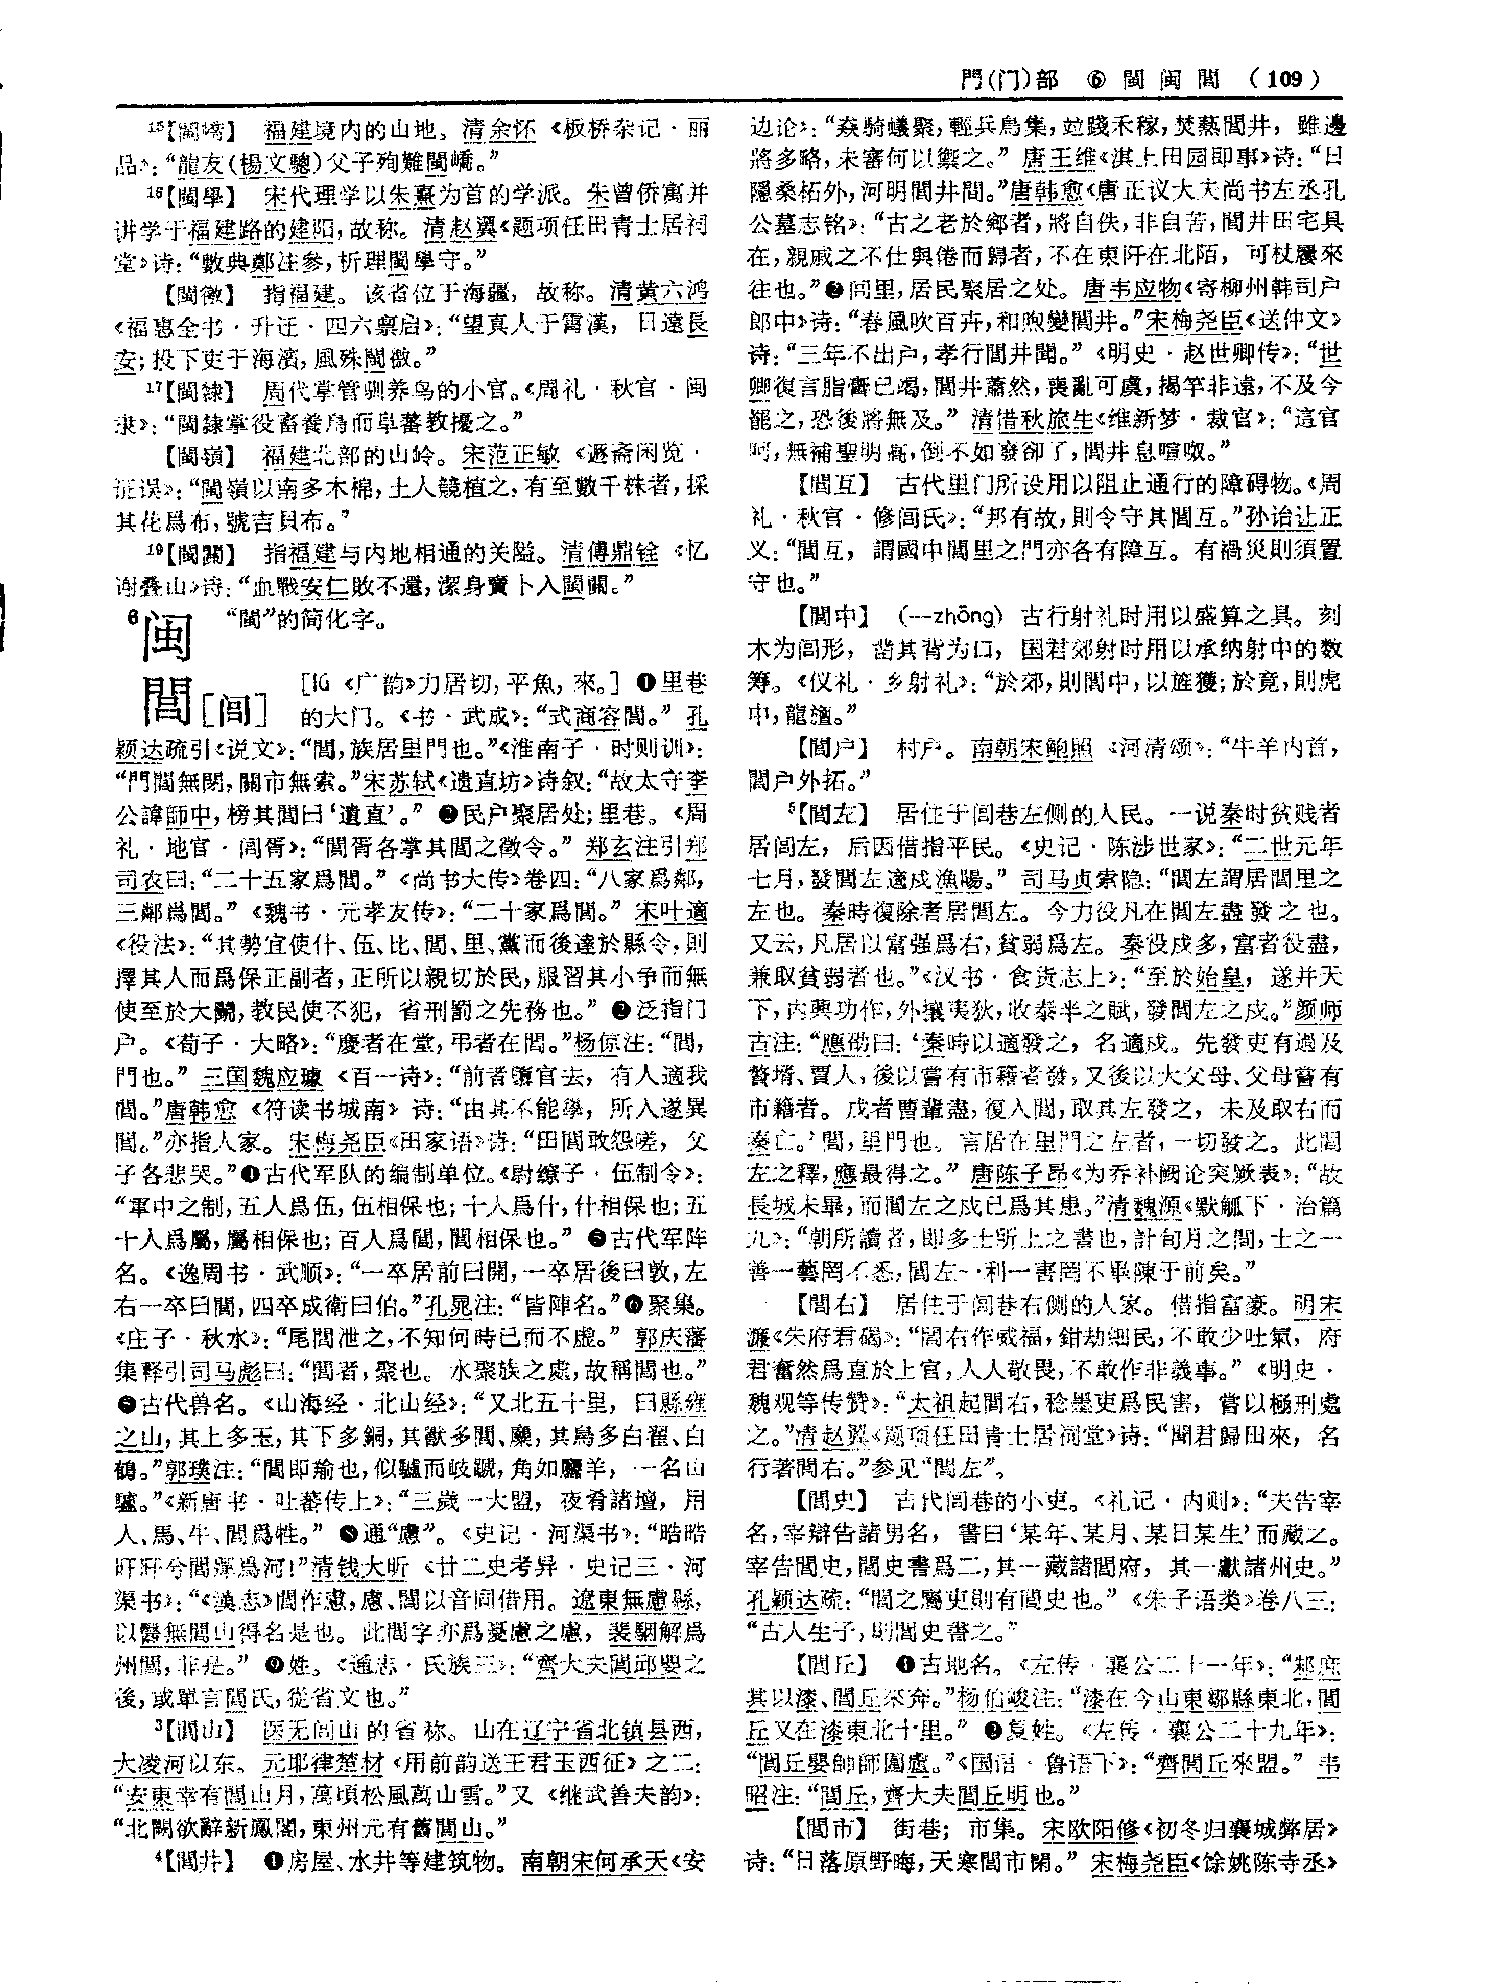 門(门)部 ⑥ 閩 闽 閭 (109)
15【閩嶠】 福建境内的山地。清余怀《板桥杂记·丽
品》:“龍友(楊文驄)父子殉難閩嶠。”
16【閩學】 宋代理学以朱熹为首的学派。朱曾侨寓并
讲学于福建路的建阳,故称。清赵翼《题项任田青士居祠
堂》诗:“數典鄭注參,析理閩學守。”
【閩徼】 指福建。该省位于海疆,故称。清黄六鸿
《福惠全书·升迁·四六禀启》:“望真人于霄漢,日遠長
安;投下吏于海濱,風殊閩徼。”
17【閩隸】 周代掌管驯养鸟的小官。《周礼·秋官·闽
隶》:“閩隸掌役畜養鳥而阜蕃教擾之。”
【閩嶺】 福建北部的山岭。宋范正敏《遯斋闲览·
证误》:“閩嶺以南多木棉,土人競植之,有至數千株者,採
其花爲布,號吉貝布。”
19【閩關】 指福建与内地相通的关隘。清傅鼎铨《忆
谢叠山》诗:“血戰安仁敗不還,潔身賣卜入閩關。”
6闽 “閩”的简化字。
閭[闾] [lǘ 《广韵》力居切,平魚,來。] ❶里巷
的大门。《书·武成》:“式商容閭。”孔
颖达疏引《说文》:“閭,族居里門也。”《淮南子·时则训》:
“門閭無閉,關市無索。”宋苏轼《遗直坊》诗叙:“故太守李
公諱師中,榜其閭曰‘遺直’。” ❷民户聚居处;里巷。《周
礼·地官·闾胥》:“閭胥各掌其閭之徵令。”郑玄注引郑
司农曰:“二十五家爲閭。”《尚书大传》卷四:“八家爲鄰,
三鄰爲閭。”《魏书·元孝友传》:“二十家爲閭。”宋叶適
《役法》:“其勢宜使什、伍、比、閭、里、黨而後達於縣令,則
擇其人而爲保正副者,正所以親切於民,服習其小爭而無
使至於大鬭,教民使不犯,省刑罰之先務也。” ❸泛指门
户。《荀子·大略》:“慶者在堂,弔者在閭。”杨倞注:“閭,
門也。”三国魏应璩《百一诗》:“前者隳官去,有人適我
閭。”唐韩愈《符读书城南》诗:“由其不能學,所入遂異
閭。”亦指人家。宋梅尧臣《田家语》诗:“田閭敢怨嗟,父
子各悲哭。”❹古代军队的编制单位。《尉缭子·伍制令》:
“軍中之制,五人爲伍,伍相保也;十人爲什,什相保也;五
十人爲屬,屬相保也;百人爲閭,閭相保也。” ❺古代军阵
名。《逸周书·武顺》:“一卒居前曰開,一卒居後曰敦,左
右一卒曰閭,四卒成衛曰伯。”孔晁注:“皆陣名。”❻聚集。
《庄子·秋水》:“尾閭泄之,不知何時已而不虛。”郭庆藩
集释引司马彪曰:“閭者,聚也。水聚族之處,故稱閭也。”
❼古代兽名。《山海经·北山经》:“又北五十里,曰縣雍
之山,其上多玉,其下多銅,其獸多閭、麋,其鳥多白翟、白
䳑。”郭璞注:“閭即羭也,似驢而岐蹏,角如麢羊,一名山
驢。”《新唐书·吐蕃传上》:“三歲一大盟,夜肴諸壇,用
人、馬、牛、閭爲牲。” ❽通“慮”。《史记·河渠书》:“晧晧
旰旰兮閭殫爲河!”清钱大昕《廿二史考异·史记三·河
渠书》:“《漢志》閭作慮,慮、閭以音同借用。遼東無慮縣,
以醫無閭山得名是也。此閭字亦爲憂慮之慮,裴駰解爲
州閭,非是。” ❾姓。《通志·氏族三》:“齊大夫閭邱嬰之
後,或單言閭氏,從省文也。”
3【閭山】 医无闾山的省称。山在辽宁省北镇县西,
大凌河以东。元耶律楚材《用前韵送王君玉西征》之二:
“安東幸有閭山月,萬頃松風萬山雪。”又《继武善夫韵》:
“北闕欲辭新鳳閣,東州元有舊閭山。”
4【閭井】 ❶房屋、水井等建筑物。南朝宋何承天《安
边论》:“猋騎蟻聚,輕兵鳥集,竝踐禾稼,焚爇閭井,雖邊
將多略,未審何以禦之。”唐王维《淇上田园即事》诗:“日
隱桑柘外,河明閭井間。”唐韩愈《唐正议大夫尚书左丞孔
公墓志铭》:“古之老於鄉者,將自佚,非自苦,閭井田宅具
在,親戚之不仕與倦而歸者,不在東阡在北陌,可杖屨來
往也。”❷闾里,居民聚居之处。唐韦应物《寄柳州韩司户
郎中》诗:“春風吹百卉,和煦變閭井。”宋梅尧臣《送仲文》
诗:“三年不出户,孝行閭井聞。”《明史·赵世卿传》:“世
卿復言脂膏已竭,閭井蕭然,喪亂可虞,揭竿非遠,不及今
罷之,恐後將無及。”清惜秋旅生《维新梦·裁官》:“這官
呵,無補聖明高,倒不如發卻了,閭井息喧呶。”
【閭互】 古代里门所设用以阻止通行的障碍物。《周
礼·秋官·修闾氏》:“邦有故,則令守其閭互。”孙诒让正
义:“閭互,謂國中閭里之門亦各有障互。有禍災則須置
守也。”
【閭中】 (—zhōng) 古行射礼时用以盛算之具。刻
木为闾形,凿其背为口,国君郊射时用以承纳射中的数
筹。《仪礼·乡射礼》:“於郊,則閭中,以旌獲;於竟,則虎
中,龍旜。”
【閭户】 村户。南朝宋鲍照《河清颂》:“牛羊内首,
閭户外拓。”
5【閭左】 居住于闾巷左侧的人民。一说秦时贫贱者
居闾左,后因借指平民。《史记·陈涉世家》:“二世元年
七月,發閭左適戍漁陽。”司马贞索隐:“閭左謂居閭里之
左也。秦時復除者居閭左。今力役凡在閭左盡發之也。
又云,凡居以富强爲右,貧弱爲左。秦役戍多,富者役盡,
兼取貧弱者也。”《汉书·食货志上》:“至於始皇,遂并天
下,内興功作,外攘夷狄,收泰半之賦,發閭左之戍。”颜师
古注:“應劭曰:‘秦時以適發之,名適戍。先發吏有過及
贅壻、賈人,後以嘗有市籍者發,又後以大父母、父母嘗有
市籍者。戍者曹輩盡,復入閭,取其左發之,未及取右而
秦亡。’閭,里門也。言居在里門之左者,一切發之。此閭
左之釋,應最得之。”唐陈子昂《为乔补阙论突厥表》:“故
長城未畢,而閭左之戍已爲其患。”清魏源《默觚下·治篇
九》:“朝所讀者,即多士所上之書也,計旬月之間,士之一
善一藝罔不悉,閭左一利一害罔不畢陳于前矣。”
【閭右】 居住于闾巷右侧的人家。借指富豪。明宋
濂《朱府君碣》:“閭右作威福,鉗劫細民,不敢少吐氣,府
君奮然爲直於上官,人人敬畏,不敢作非義事。”《明史·
魏观等传赞》:“太祖起閭右,稔墨吏爲民害,嘗以極刑處
之。”清赵翼《题项任田青士居祠堂》诗:“聞君歸田來,名
行著閭右。”参见“閭左”。
【閭史】 古代闾巷的小吏。《礼记·内则》:“夫告宰
名,宰辯告諸男名,書曰‘某年、某月、某日某生’而藏之。
宰告閭史,閭史書爲二,其一藏諸閭府,其一獻諸州史。”
孔颖达疏:“閭之屬吏則有閭史也。”《朱子语类》卷八三:
“古人生子,則閭史書之。”
【閭丘】 ❶古地名。《左传·襄公二十一年》:“邾庶
其以漆、閭丘來奔。”杨伯峻注:“漆在今山東鄒縣東北,閭
丘又在漆東北十里。” ❷复姓。《左传·襄公二十九年》:
“閭丘嬰帥師圍盧。”《国语·鲁语下》:“齊閭丘來盟。”韦
昭注:“閭丘,齊大夫閭丘明也。”
【閭市】 街巷;市集。宋欧阳修《初冬归襄城弊居》
诗:“日落原野晦,天寒閭市閑。”宋梅尧臣《馀姚陈寺丞》